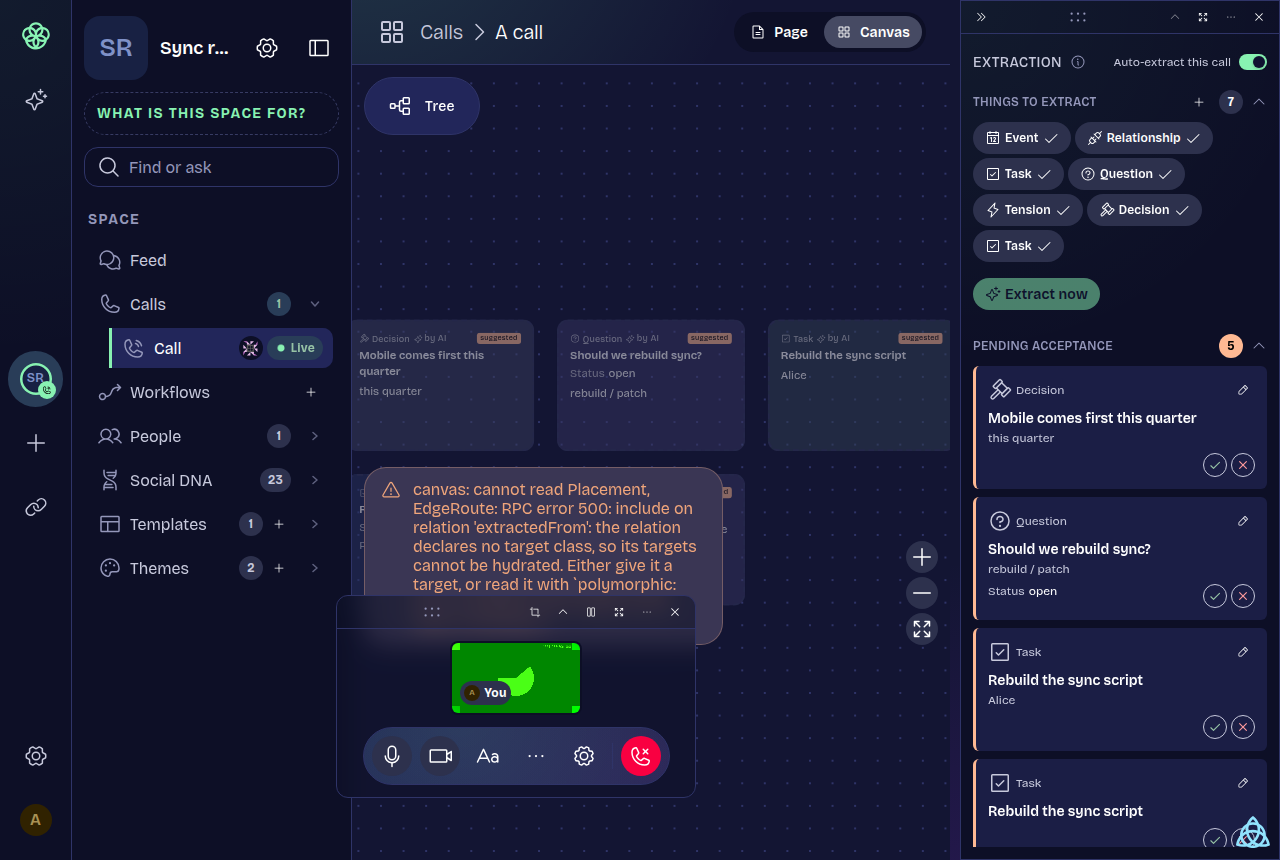 SR
Sync r...
WHAT IS THIS SPACE FOR?
Find or ask
SPACE
Feed
Calls 1
Call Live
Workflows
People 1
Social DNA 23
Templates 1
Themes 2
SR
A
Calls > A call
Page Canvas
Tree
Decision by AI suggested
Mobile comes first this
quarter
this quarter
Question by AI suggested
Should we rebuild sync?
Status open
rebuild / patch
Task by AI suggested
Rebuild the sync script
Alice
canvas: cannot read Placement,
EdgeRoute: RPC error 500: include on
relation 'extractedFrom': the relation
declares no target class, so its targets
cannot be hydrated. Either give it a
target, or read it with `polymorphic:
A You
Aa
EXTRACTION
Auto-extract this call
THINGS TO EXTRACT 7
Event Relationship
Task Question
Tension Decision
Task
Extract now
PENDING ACCEPTANCE 5
Decision
Mobile comes first this quarter
this quarter
Question
Should we rebuild sync?
rebuild / patch
Status open
Task
Rebuild the sync script
Alice
Task
Rebuild the sync script